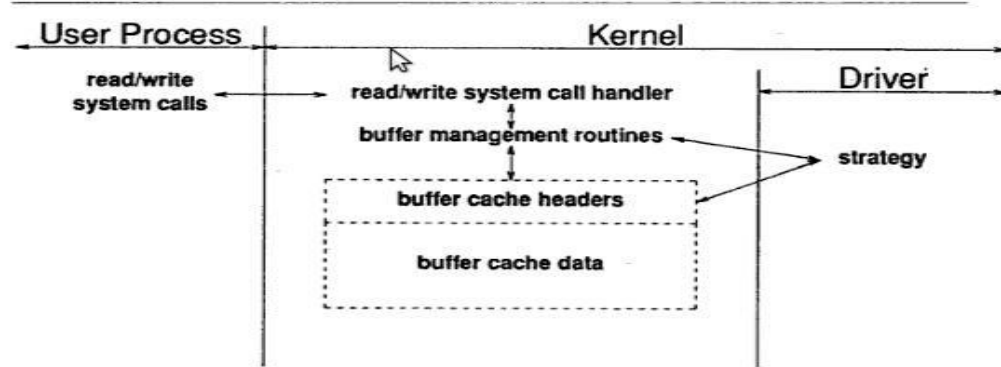 User Process
Kernel
Driver
read/write
system calls
read/write system call handler
buffer management routines
strategy
buffer cache headers
buffer cache data